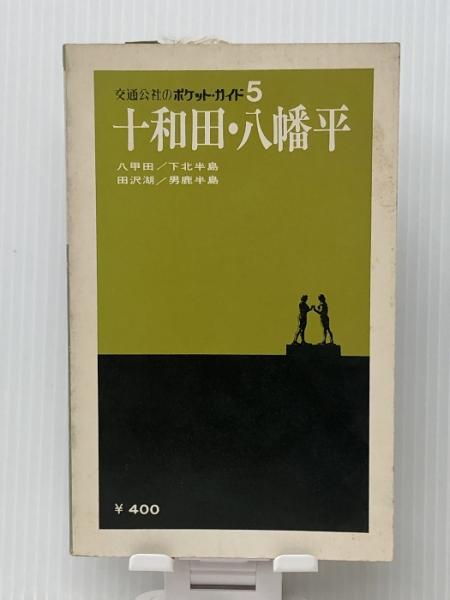 交通公社のポケット・ガイド5
十和田・八幡平
八甲田／下北半島
田沢湖／男鹿半島
¥400